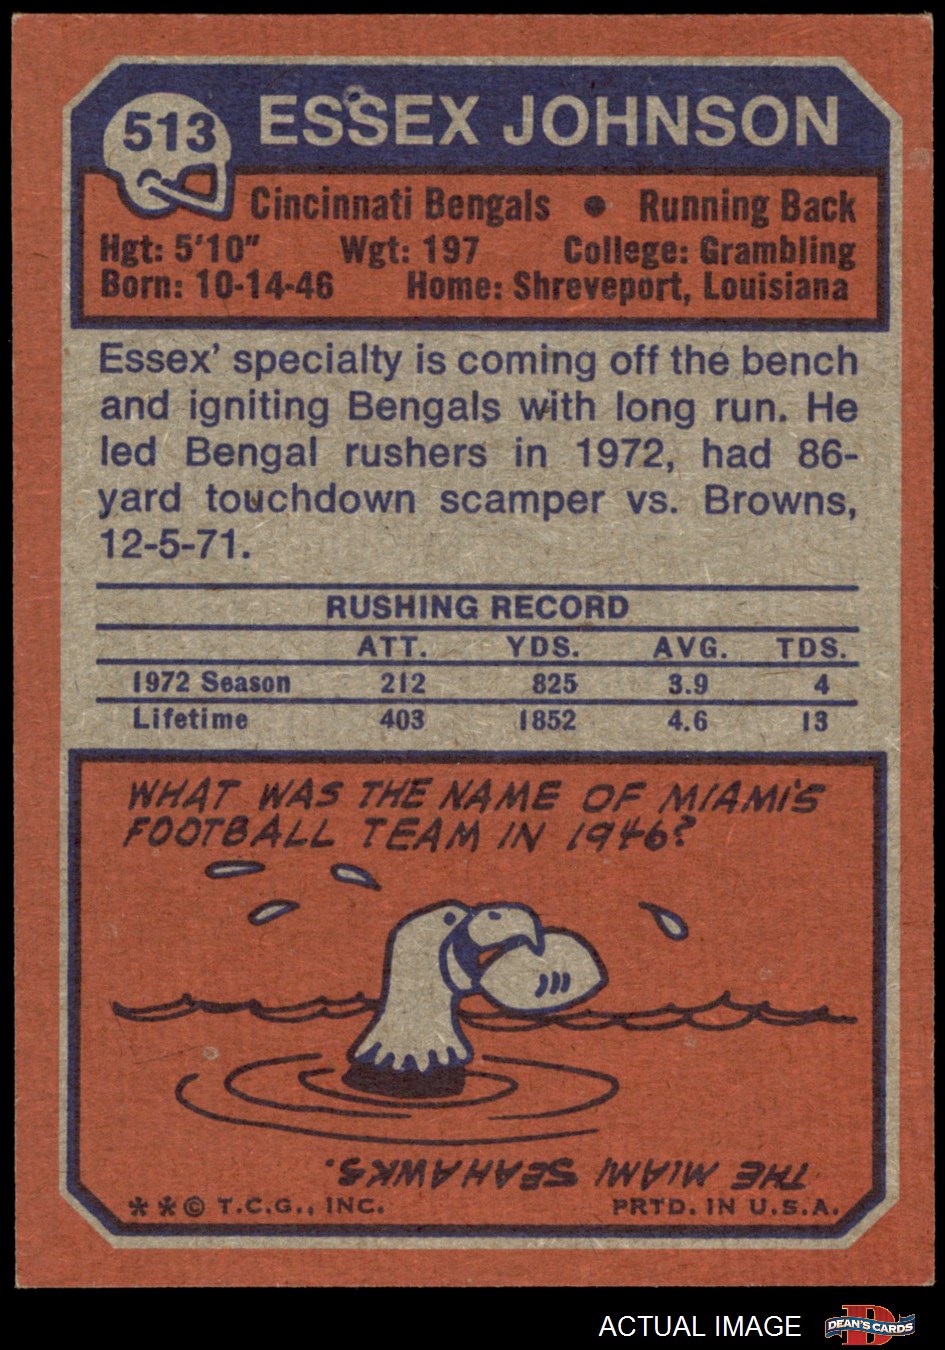 513
ESSEX JOHNSON
Cincinnati Bengals • Running Back
Hgt: 5'10" Wgt: 197 College: Grambling
Born: 10-14-46 Home: Shreveport, Louisiana
Essex' specialty is coming off the bench
and igniting Bengals with long run. He
led Bengal rushers in 1972, had 86-
yard touchdown scamper vs. Browns,
12-5-71.
RUSHING RECORD
ATT. YDS. AVG. TDS.
1972 Season 212 825 3.9 4
Lifetime 403 1852 4.6 13
WHAT WAS THE NAME OF MIAMI'S
FOOTBALL TEAM IN 1946?
THE MIAMI SEAHAWKS.
** © T.C.G., INC. PRTD. IN U.S.A.
ACTUAL IMAGE
D
DEAN'S CARDS